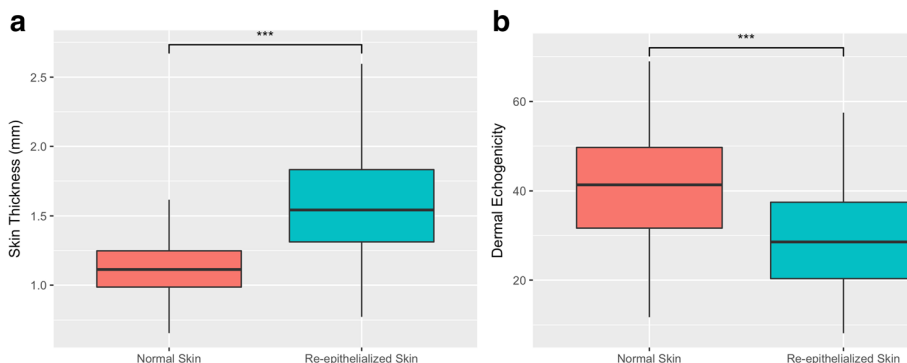 a
***
Skin Thickness (mm)
2.5
2.0
1.5
1.0
Normal Skin
Re-epithelialized Skin
b
***
Dermal Echogenicity
60
40
20
Normal Skin
Re-epithelialized Skin